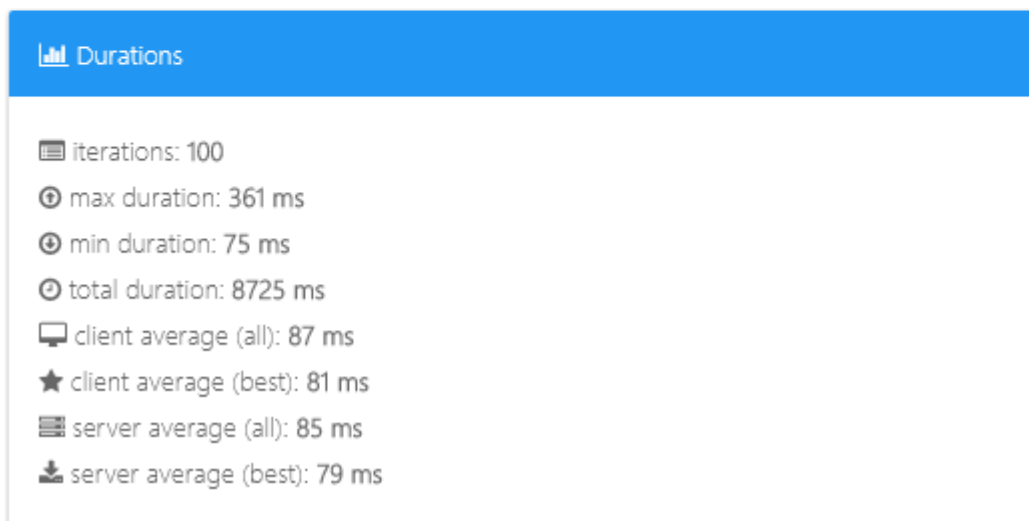 Durations
iterations: 100
max duration: 361 ms
min duration: 75 ms
total duration: 8725 ms
client average (all): 87 ms
client average (best): 81 ms
server average (all): 85 ms
server average (best): 79 ms